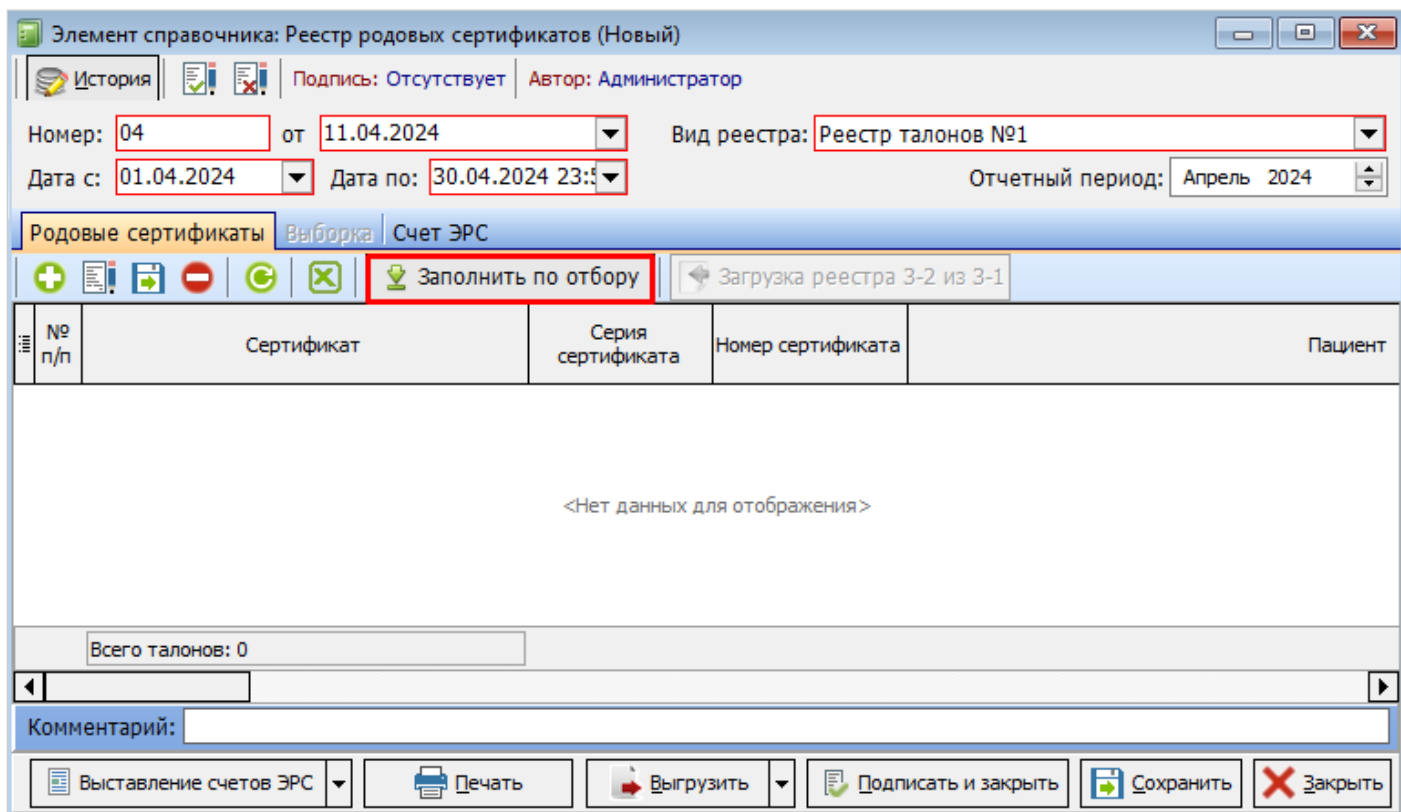 Элемент справочника: Реестр родовых сертификатов (Новый)
История Подпись: Отсутствует Автор: Администратор
Номер: 04 от 11.04.2024 Вид реестра: Реестр талонов №1
Дата с: 01.04.2024 Дата по: 30.04.2024 23: Отчетный период: Апрель 2024
Родовые сертификаты Выборка Счет ЭРС
Заполнить по отбору Загрузка реестра 3-2 из 3-1
№ п/п Сертификат Серия сертификата Номер сертификата Пациент
<Нет данных для отображения>
Всего талонов: 0
Комментарий:
Выставление счетов ЭРС Печать Выгрузить Подписать и закрыть Сохранить Закрыть